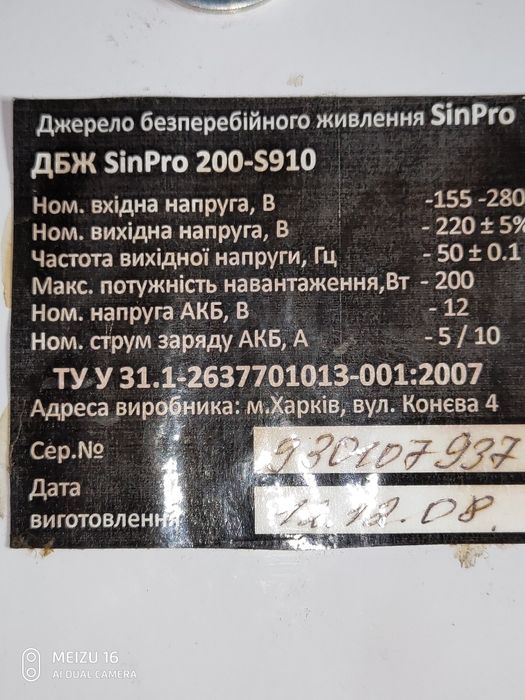 Джерело безперебійного живлення SinPro
ДБЖ SinPro 200-S910
Ном. вхідна напруга, В -155 -280
Ном. вихідна напруга, В - 220 ± 5%
Частота вихідної напруги, Гц - 50 ± 0.1
Макс. потужність навантаження,Вт - 200
Ном. напруга АКБ, В - 12
Ном. струм заряду АКБ, А - 5 / 10
ТУ У 31.1-2637701013-001:2007
Адреса виробника: м.Харків, вул. Конєва 4
Сер.№ 930107937
Дата
виготовлення 12.12.08.
MEIZU 16
AI DUAL CAMERA